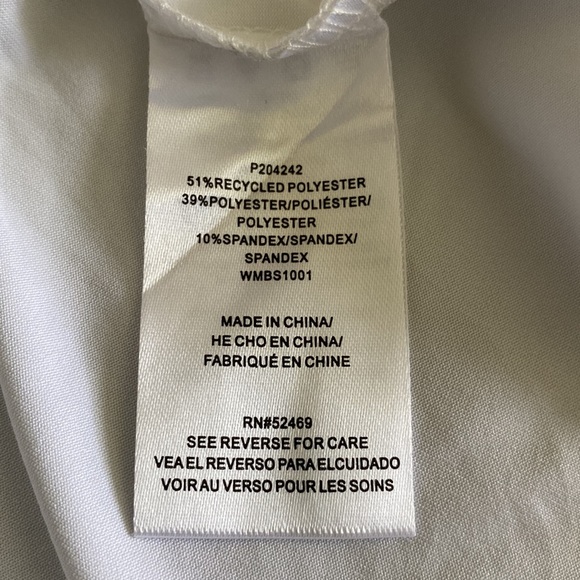 P204242
51%RECYCLED POLYESTER
39%POLYESTER/POLIÉSTER/
POLYESTER
10%SPANDEX/SPANDEX/
SPANDEX
WMBS1001
MADE IN CHINA/
HE CHO EN CHINA/
FABRIQUÉ EN CHINE
RN#52469
SEE REVERSE FOR CARE
VEA EL REVERSO PARA ELCUIDADO
VOIR AU VERSO POUR LES SOINS